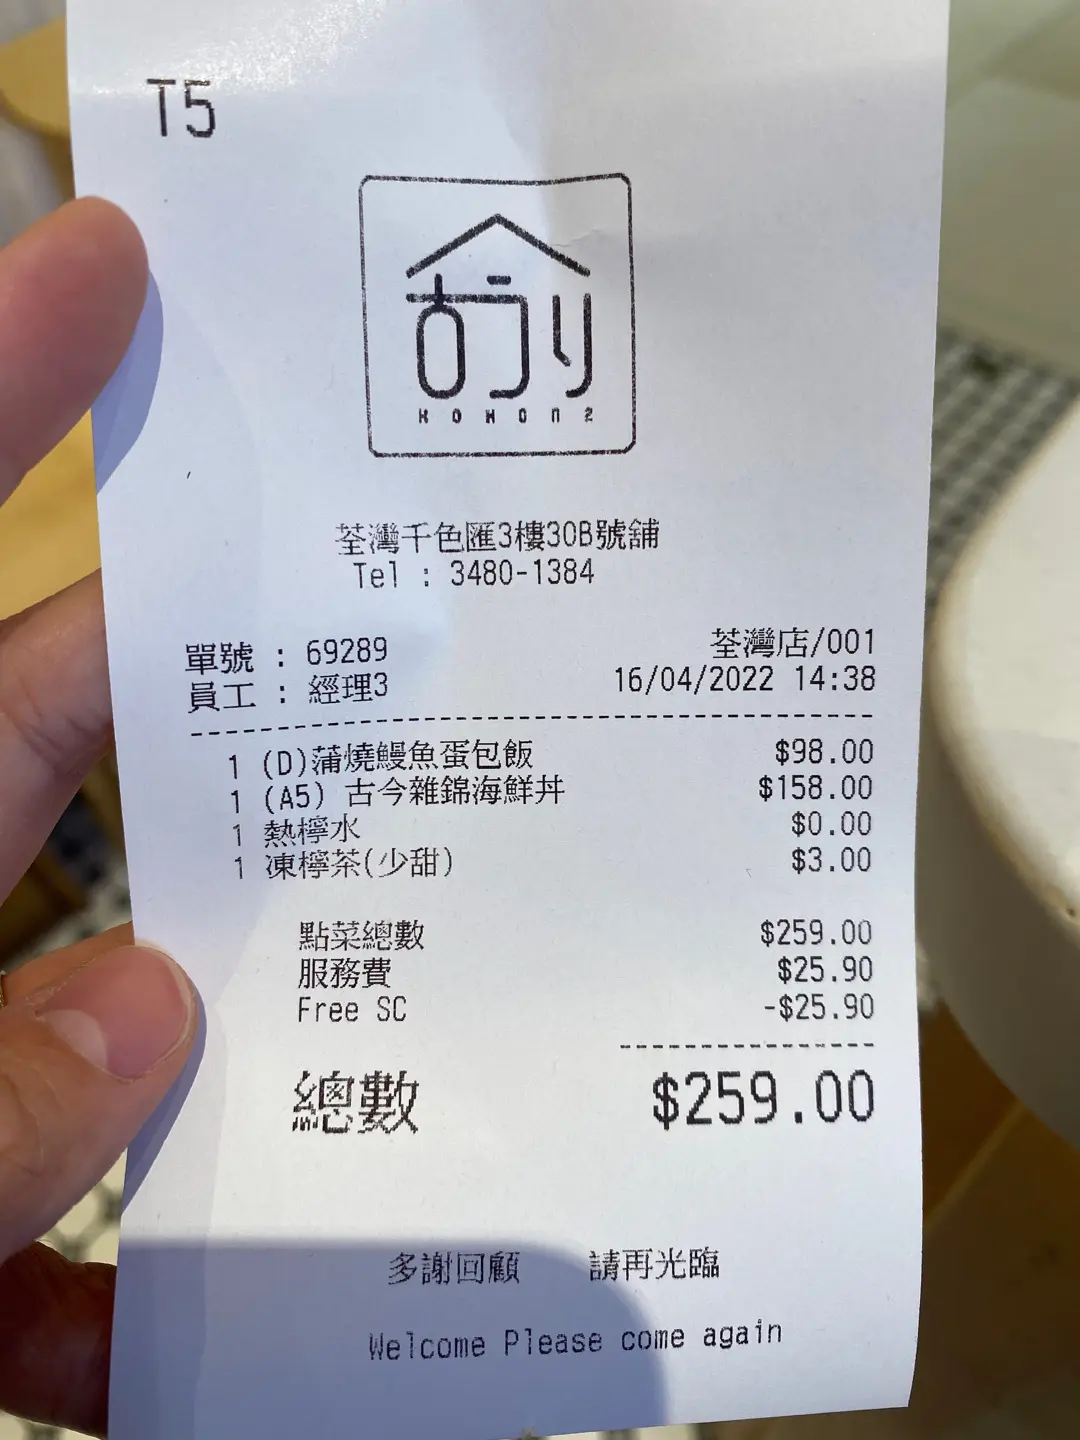 T5
KOKON2
荃灣千色匯3樓30B號舖
Tel : 3480-1384
單號 : 69289 荃灣店/001
員工 : 經理3 16/04/2022 14:38
1 (D)蒲燒鰻魚蛋包飯 $98.00
1 (A5) 古今雜錦海鮮丼 $158.00
1 熱檸水 $0.00
1 凍檸茶(少甜) $3.00
點菜總數 $259.00
服務費 $25.90
Free SC -$25.90
總數 $259.00
多謝回顧 請再光臨
Welcome Please come again